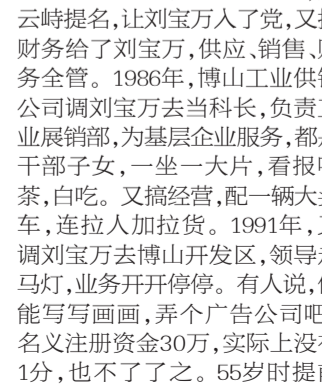 云峙提名,让刘宝万入了党,又
财务给了刘宝万,供应、销售、
务全管。1986年,博山工业供
公司调刘宝万去当科长,负责
业展销部,为基层企业服务,都
干部子女,一坐一大片,看报
茶,白吃。又搞经营,配一辆大
车,连拉人加拉货。1991年,
调刘宝万去博山开发区,领导
马灯,业务开开停停。有人说,
能写写画画,弄个广告公司吧
名义注册资金30万,实际上没
1分,也不了了之。55岁时提